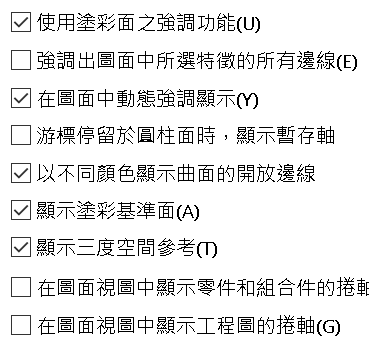 使用塗彩面之強調功能(U)
強調出圖面中所選特徵的所有邊線(E)
在圖面中動態強調顯示(Y)
游標停留於圓柱面時，顯示暫存軸
以不同顏色顯示曲面的開放邊線
顯示塗彩基準面(A)
顯示三度空間參考(T)
在圖面視圖中顯示零件和組合件的捲軸
在圖面視圖中顯示工程圖的捲軸(G)